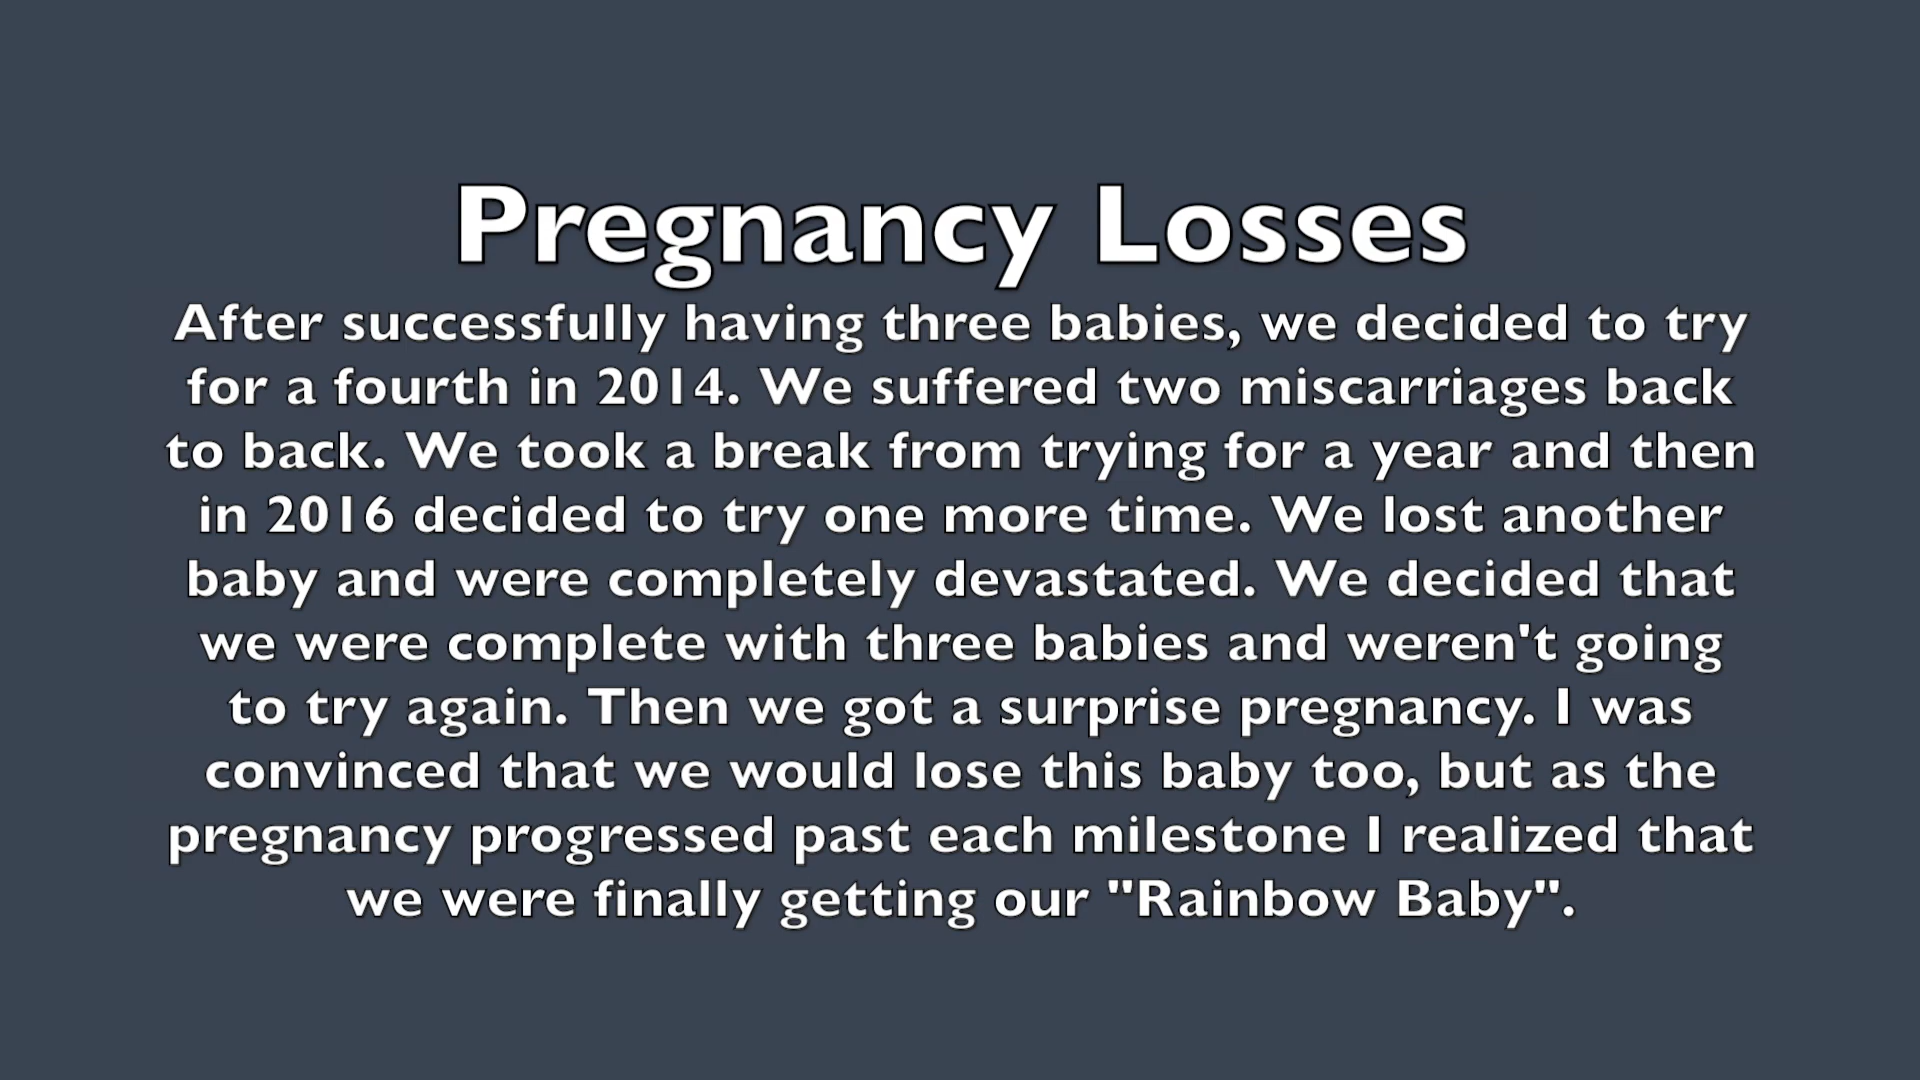 Pregnancy Losses
After successfully having three babies, we decided to try
for a fourth in 2014. We suffered two miscarriages back
to back. We took a break from trying for a year and then
in 2016 decided to try one more time. We lost another
baby and were completely devastated. We decided that
we were complete with three babies and weren't going
to try again. Then we got a surprise pregnancy. I was
convinced that we would lose this baby too, but as the
pregnancy progressed past each milestone I realized that
we were finally getting our "Rainbow Baby".